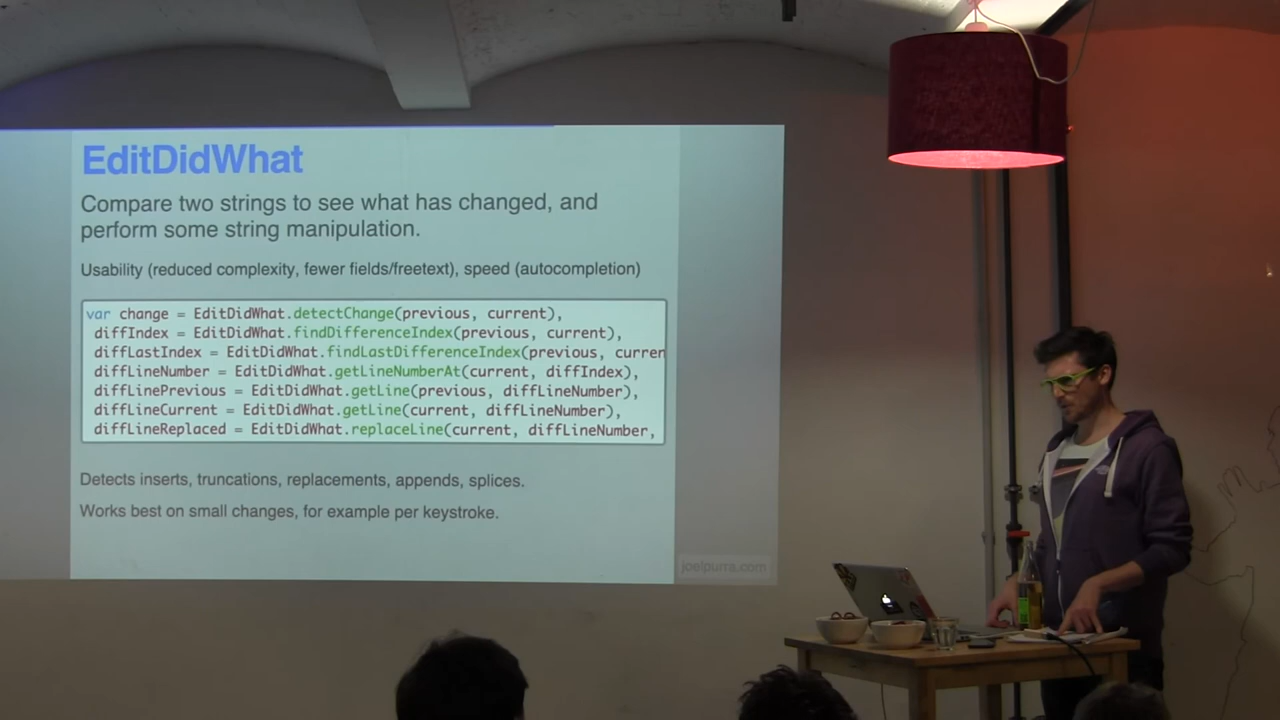 EditDidWhat
Compare two strings to see what has changed, and
perform some string manipulation.
Usability (reduced complexity, fewer fields/freetext), speed (autocompletion)
var change = EditDidWhat.detectChange(previous, current),
diffIndex = EditDidWhat.findDifferenceIndex(previous, current),
diffLastIndex = EditDidWhat.findLastDifferenceIndex(previous, curren
diffLineNumber = EditDidWhat.getLineNumberAt(current, diffIndex),
diffLinePrevious = EditDidWhat.getLine(previous, diffLineNumber),
diffLineCurrent = EditDidWhat.getLine(current, diffLineNumber),
diffLineReplaced = EditDidWhat.replaceLine(current, diffLineNumber,
Detects inserts, truncations, replacements, appends, splices.
Works best on small changes, for example per keystroke.
joelpurra.com